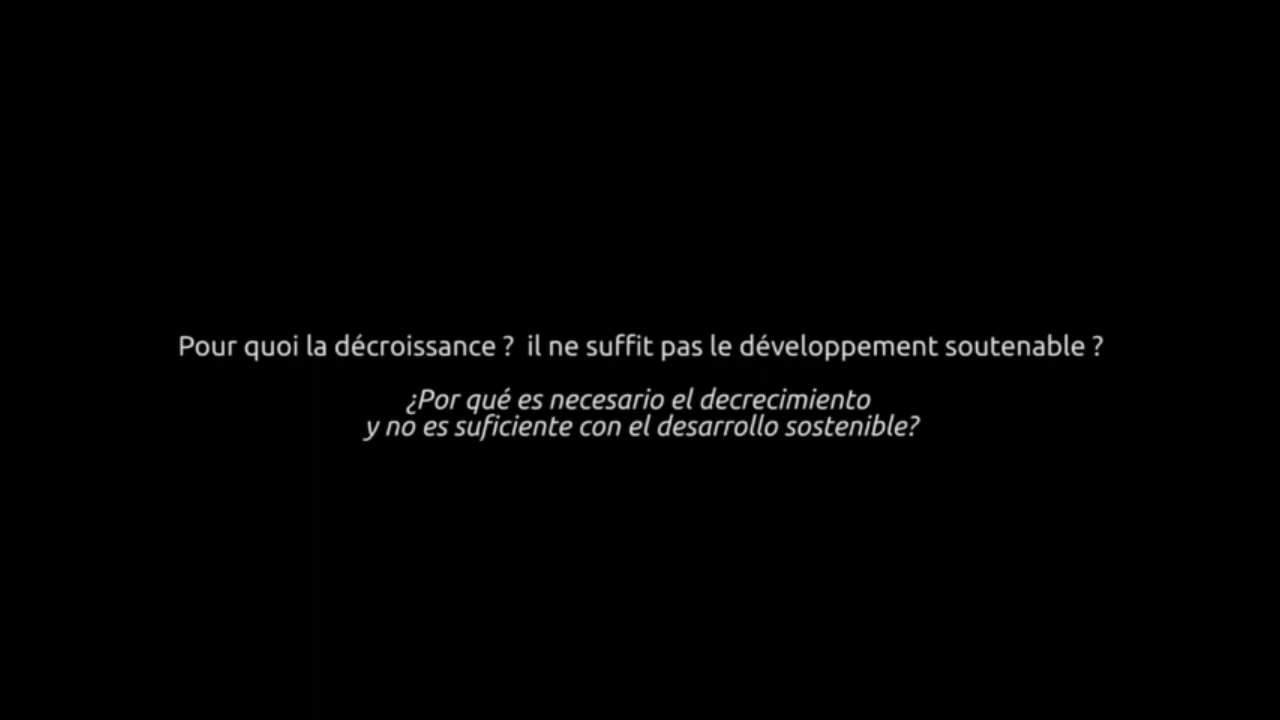 Pour quoi la décroissance ? il ne suffit pas le développement soutenable ?
¿Por qué es necesario el decrecimiento
y no es suficiente con el desarrollo sostenible?